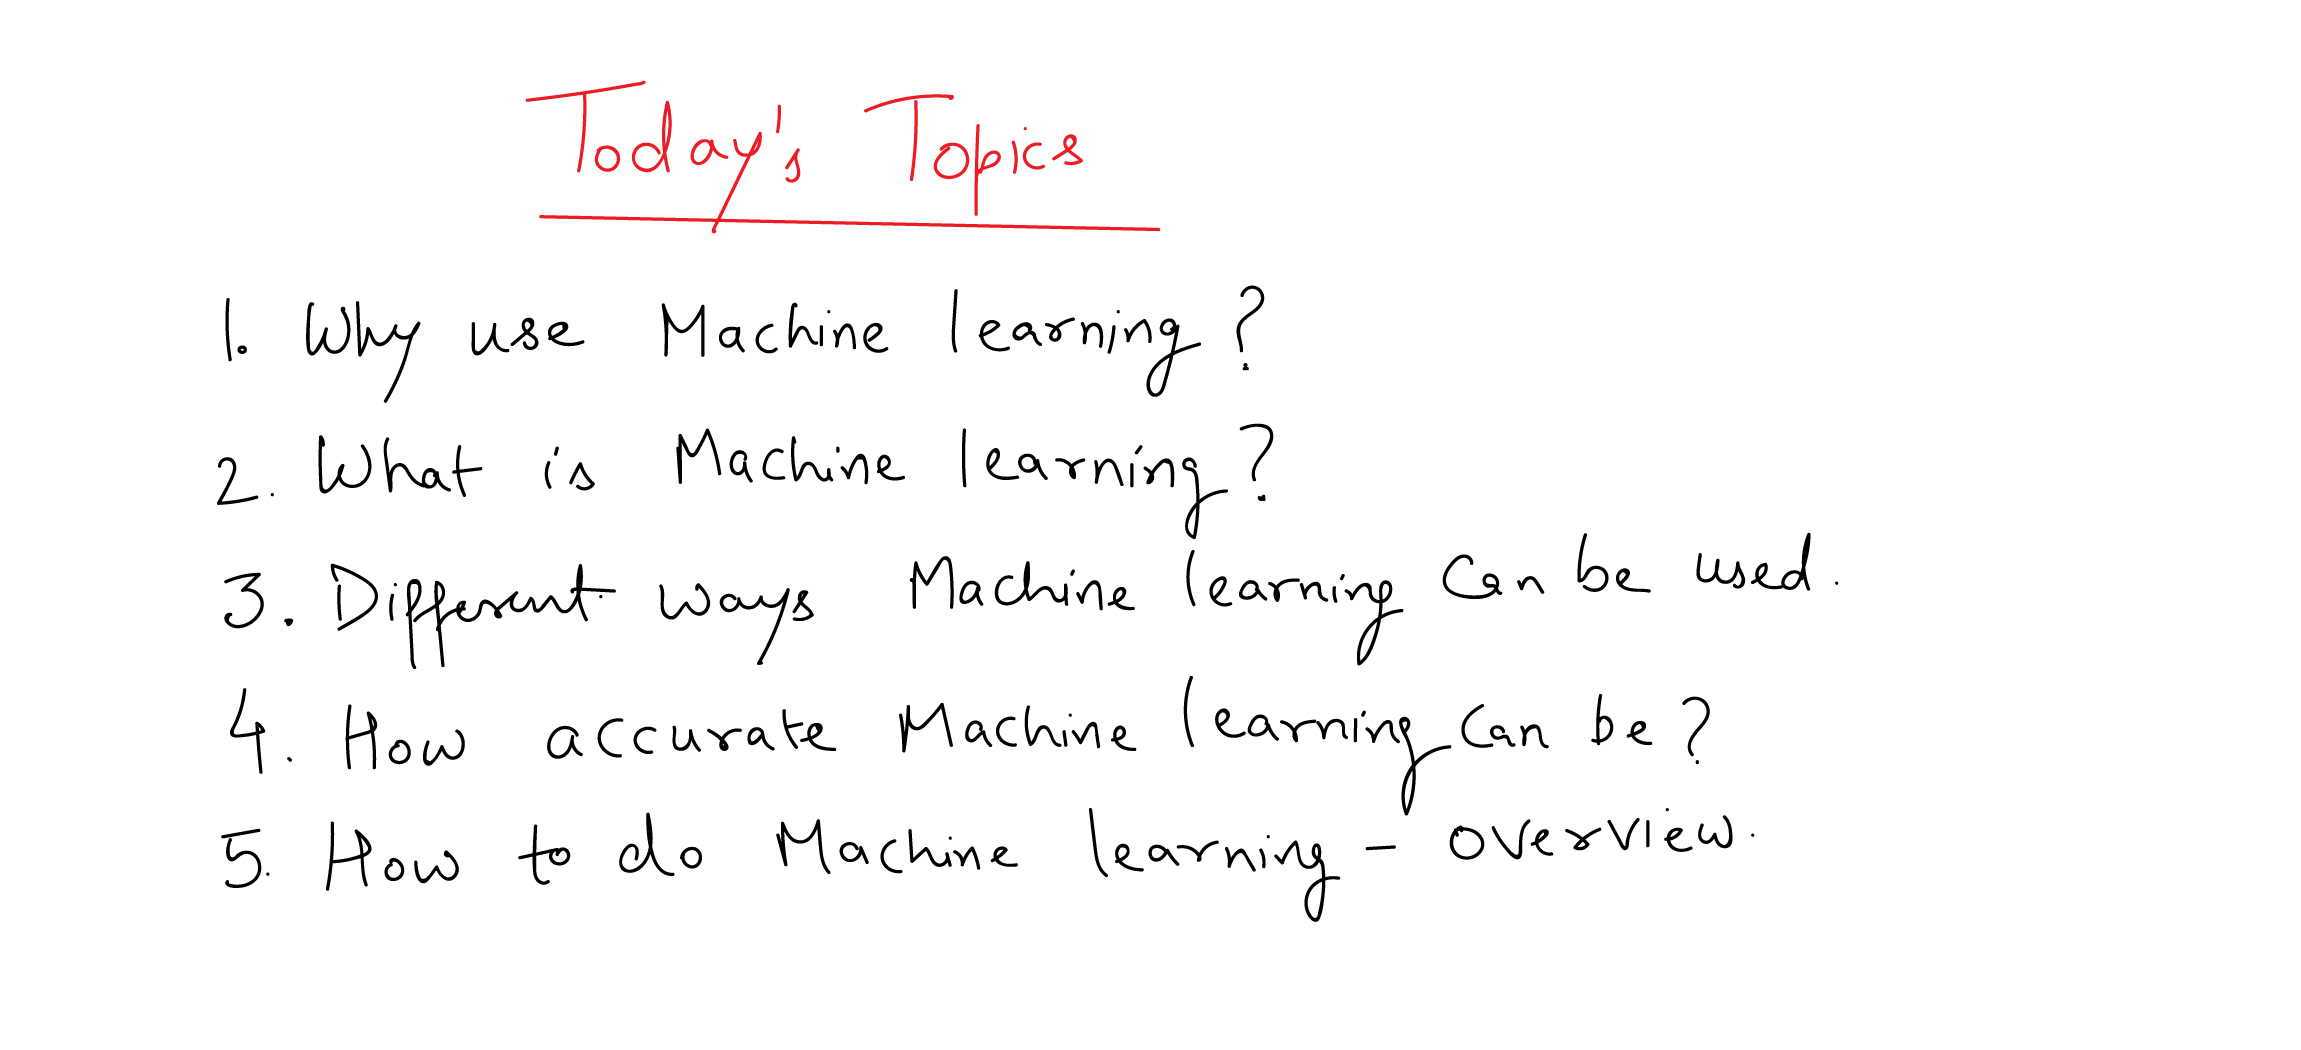 Today's Topics
1. Why use Machine learning?
2. What is Machine learning?
3. Different ways Machine learning can be used.
4. How accurate Machine learning can be?
5. How to do Machine learning - overview.